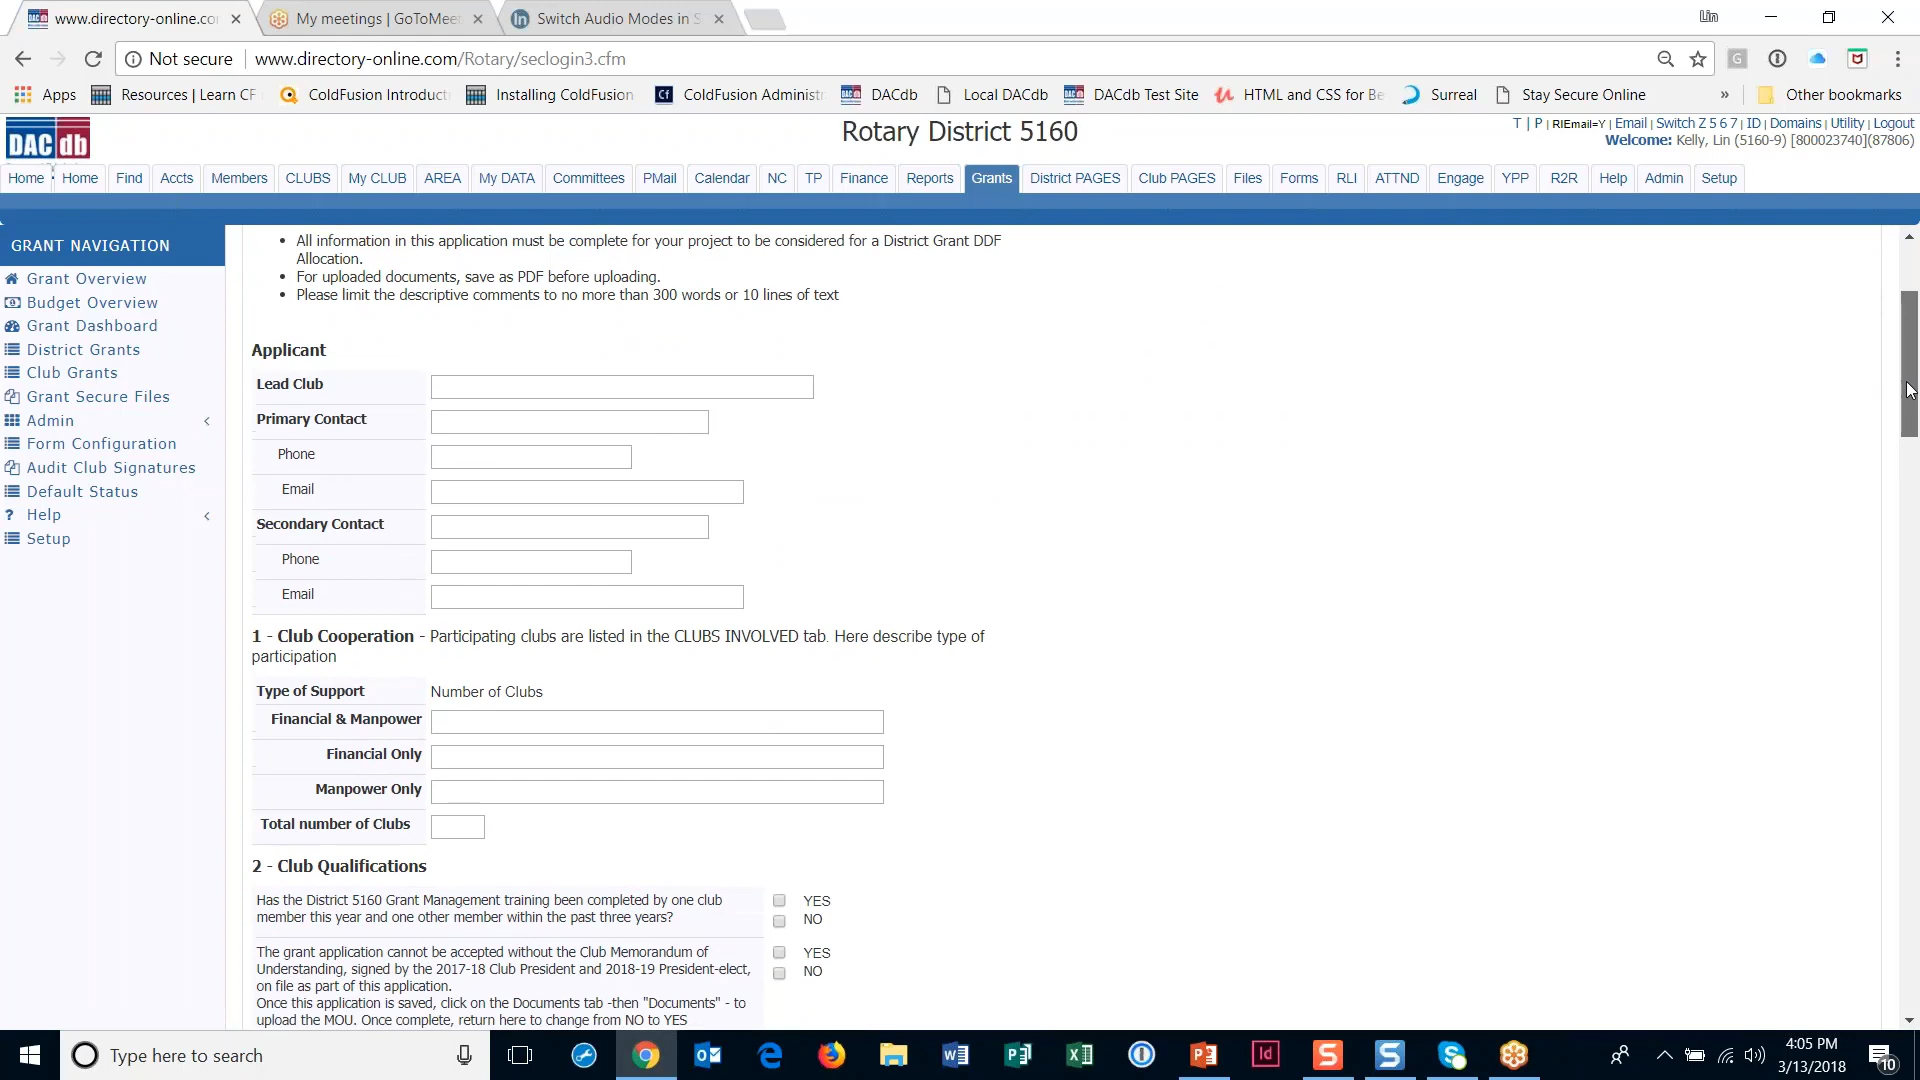 www.directory-online.co
My meetings | GoToMee
Switch Audio Modes in S
Lin
Not secure
www.directory-online.com/Rotary/seclogin3.cfm
Apps
Resources | Learn CF
ColdFusion Introduct
Installing ColdFusion
Cf
ColdFusion Administr
DACdb
Local DACdb
DACdb Test Site
HTML and CSS for Be
Surreal
Stay Secure Online
»
Other bookmarks
DAC db
Rotary District 5160
T | P | RIEmail=Y | Email | Switch Z 5 6 7 | ID | Domains | Utility | Logout
Welcome: Kelly, Lin (5160-9) [800023740](87806)
Home Home Find Accts Members CLUBS My CLUB AREA My DATA Committees PMail Calendar NC TP Finance Reports Grants District PAGES Club PAGES Files Forms RLI ATTND Engage YPP R2R Help Admin Setup
GRANT NAVIGATION
Grant Overview
Budget Overview
Grant Dashboard
District Grants
Club Grants
Grant Secure Files
Admin
Form Configuration
Audit Club Signatures
Default Status
? Help
Setup
• All information in this application must be complete for your project to be considered for a District Grant DDF
Allocation.
• For uploaded documents, save as PDF before uploading.
• Please limit the descriptive comments to no more than 300 words or 10 lines of text
Applicant
Lead Club
Primary Contact
Phone
Email
Secondary Contact
Phone
Email
1 - Club Cooperation - Participating clubs are listed in the CLUBS INVOLVED tab. Here describe type of
participation
Type of Support Number of Clubs
Financial & Manpower
Financial Only
Manpower Only
Total number of Clubs
2 - Club Qualifications
Has the District 5160 Grant Management training been completed by one club
member this year and one other member within the past three years?
YES
NO
The grant application cannot be accepted without the Club Memorandum of
Understanding, signed by the 2017-18 Club President and 2018-19 President-elect,
on file as part of this application.
Once this application is saved, click on the Documents tab -then "Documents" - to
upload the MOU. Once complete, return here to change from NO to YES
YES
NO
Type here to search
4:05 PM
3/13/2018
10